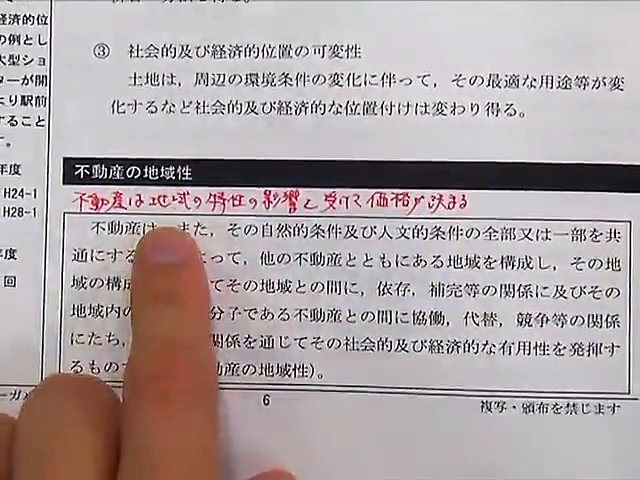 経済的位
の例とし
大型ショ
ターが開
より駅前
すること
す。
年度
H24-1
H28-1
年度
回
③ 社会的及び経済的位置の可変性
土地は，周辺の環境条件の変化に伴って，その最適な用途等が変
化するなど社会的及び経済的な位置付けは変わり得る。
不動産の地域性
不動産は地域の特性の影響を受けて価格が決まる
不動産は，また，その自然的条件及び人文的条件の全部又は一部を共
通にする よって，他の不動産とともにある地域を構成し，その地
域の構成 てその地域との間に，依存，補完等の関係に及びその
地域内の 分子である不動産との間に協働，代替，競争等の関係
にたち， 関係を通じてその社会的及び経済的な有用性を発揮す
るもの 動産の地域性）。
6
複写・頒布を禁じます